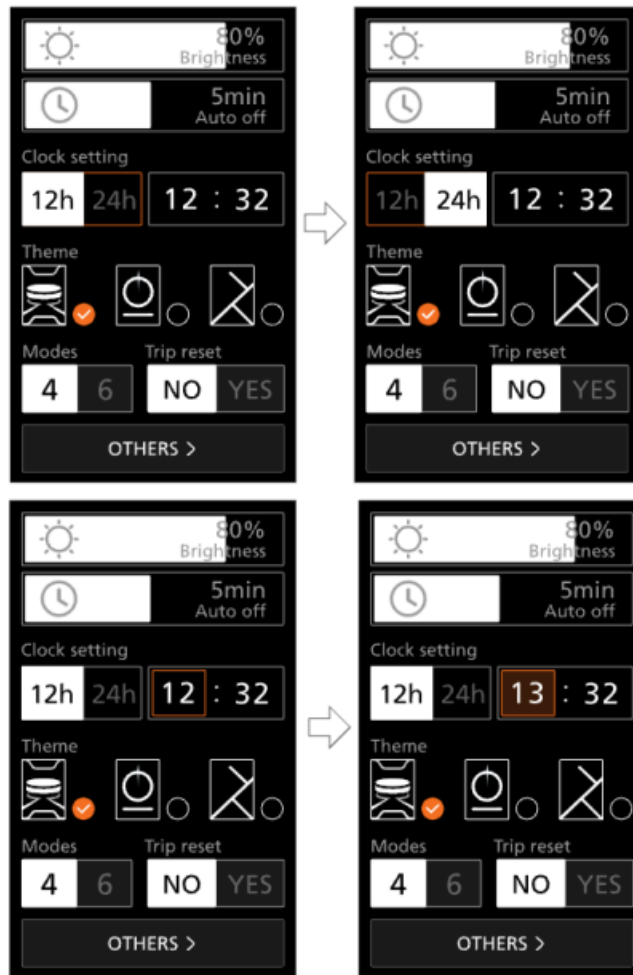 80%
Brightness
5min
Auto off
Clock setting
12h 24h 12 : 32
Theme
Modes Trip reset
4 6 NO YES
OTHERS >
80%
Brightness
5min
Auto off
Clock setting
12h 24h 12 : 32
Theme
Modes Trip reset
4 6 NO YES
OTHERS >
80%
Brightness
5min
Auto off
Clock setting
12h 24h 12 : 32
Theme
Modes Trip reset
4 6 NO YES
OTHERS >
80%
Brightness
5min
Auto off
Clock setting
12h 24h 13 : 32
Theme
Modes Trip reset
4 6 NO YES
OTHERS >